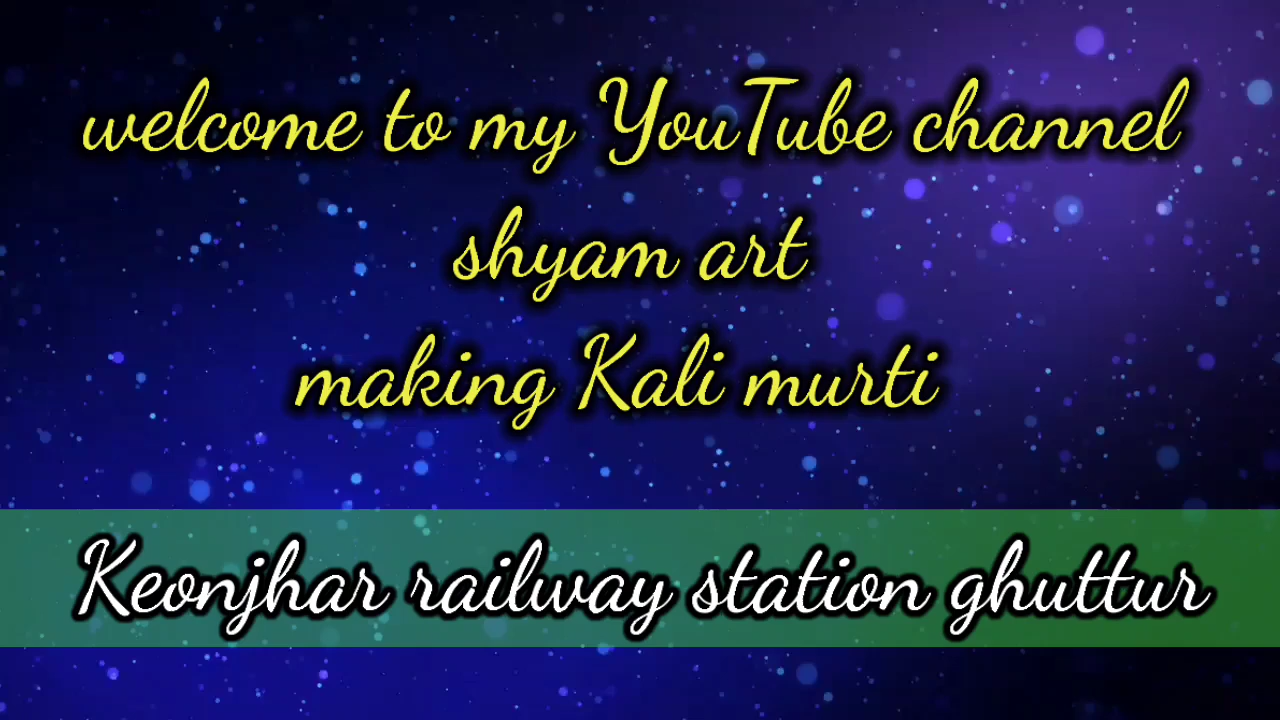 welcome to my YouTube channel
shyam art
making Kali murti
Keonjhar railway station ghuttur